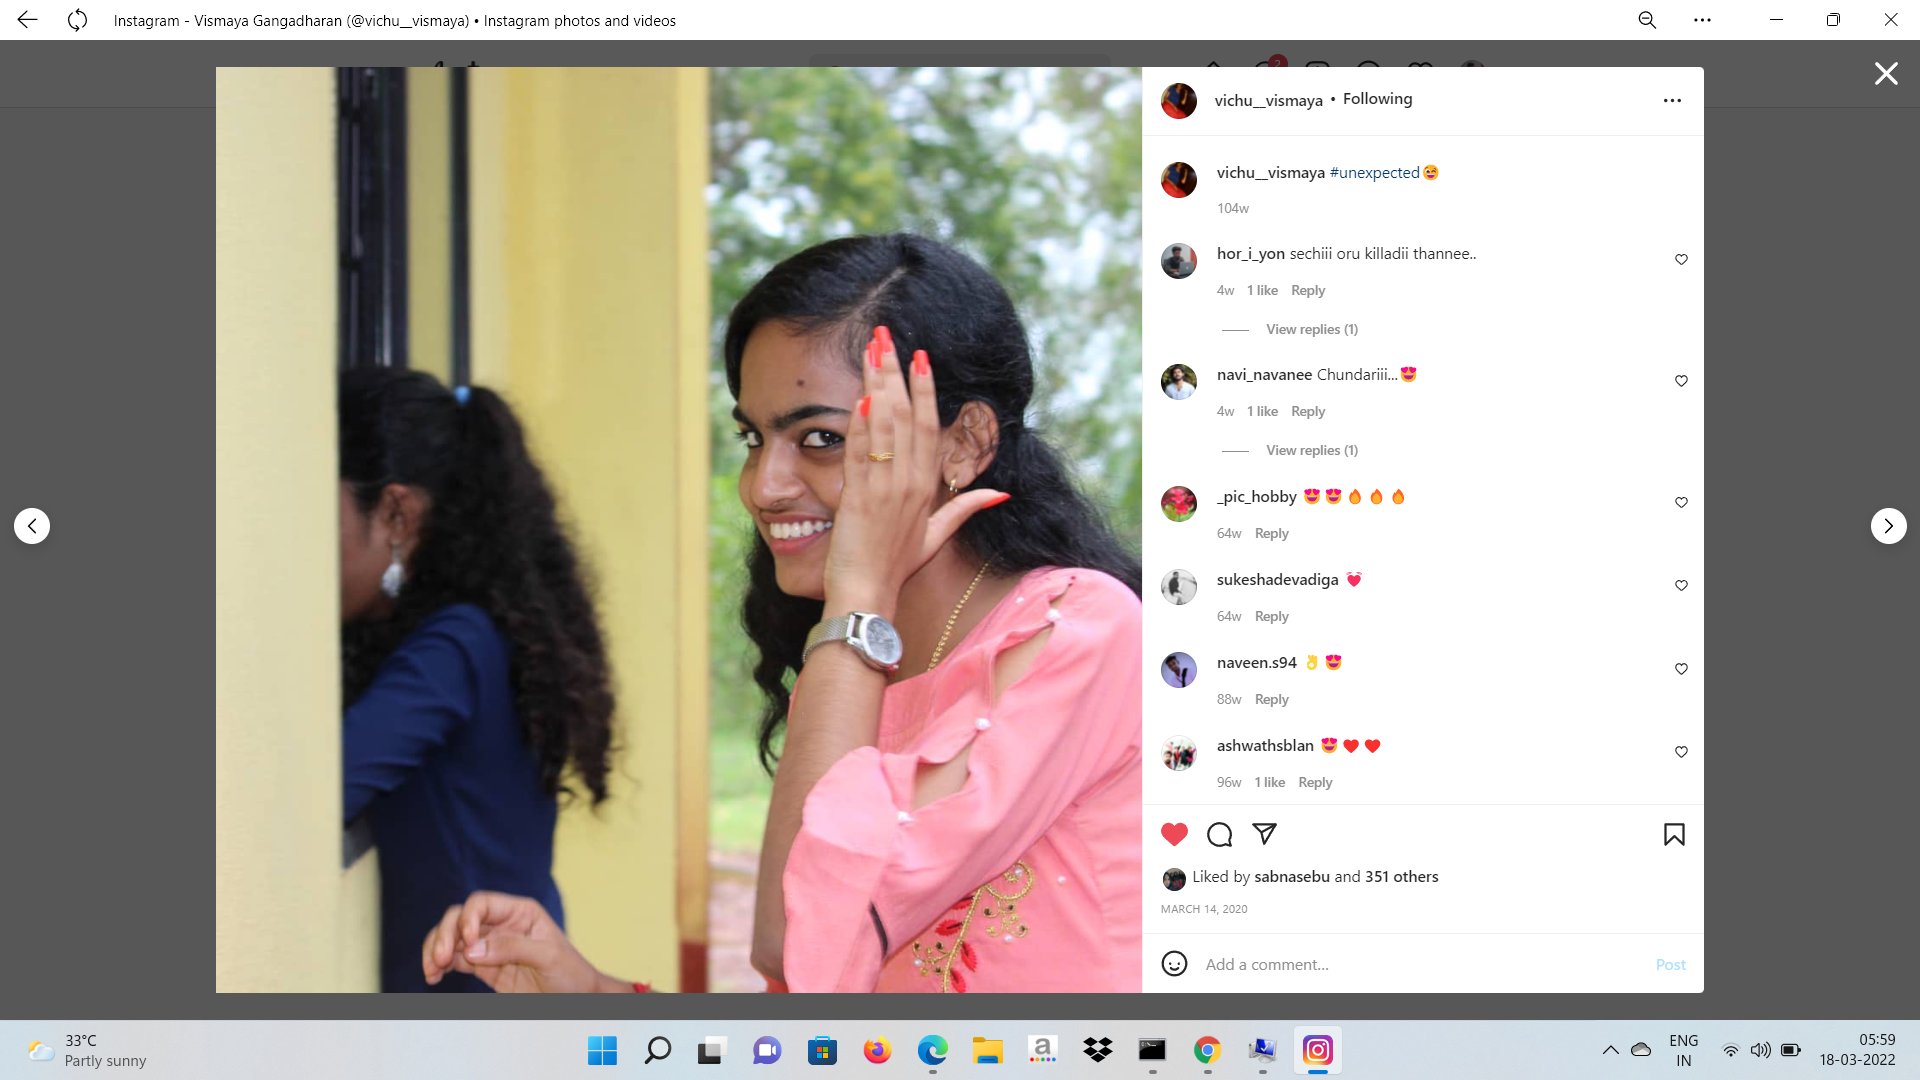 Instagram - Vismaya Gangadharan (@vichu__vismaya) • Instagram photos and videos
2
vichu__vismaya • Following
vichu__vismaya #unexpected😅
104w
hor_i_yon sechiii oru killadii thannee..
4w 1 like Reply
View replies (1)
navi_navanee Chundariii...😍
4w 1 like Reply
View replies (1)
_pic_hobby 😍😍🔥🔥🔥
64w Reply
sukeshadevadiga 💓
64w Reply
naveen.s94 👌😍
88w Reply
ashwathsblan 😍❤️❤️
96w 1 like Reply
Liked by sabnasebu and 351 others
MARCH 14, 2020
Add a comment... Post
33°C
Partly sunny
a
ENG
IN
05:59
18-03-2022